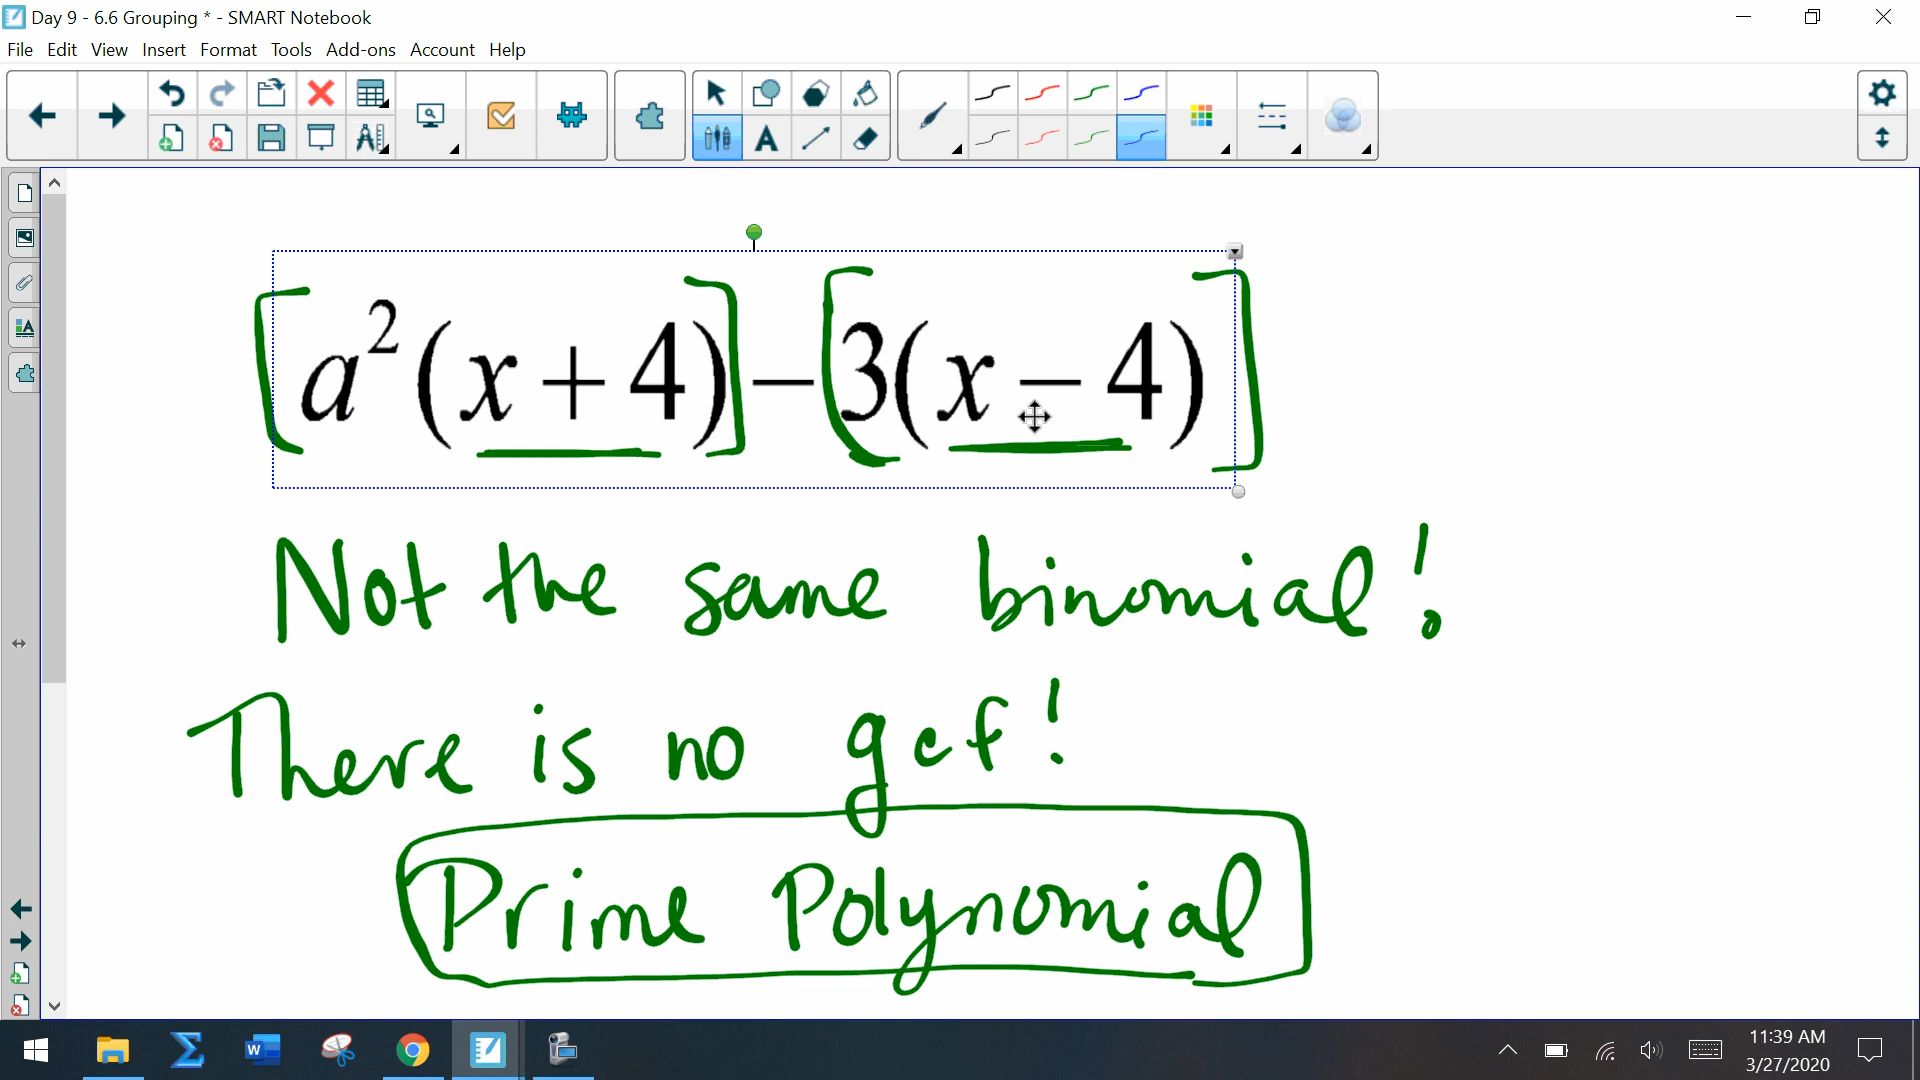 Day 9 - 6.6 Grouping * - SMART Notebook
File Edit View Insert Format Tools Add-ons Account Help
[a²(x + 4)] − [3(x − 4)]
Not the same binomial!
There is no gcf!
Prime Polynomial
11:39 AM
3/27/2020